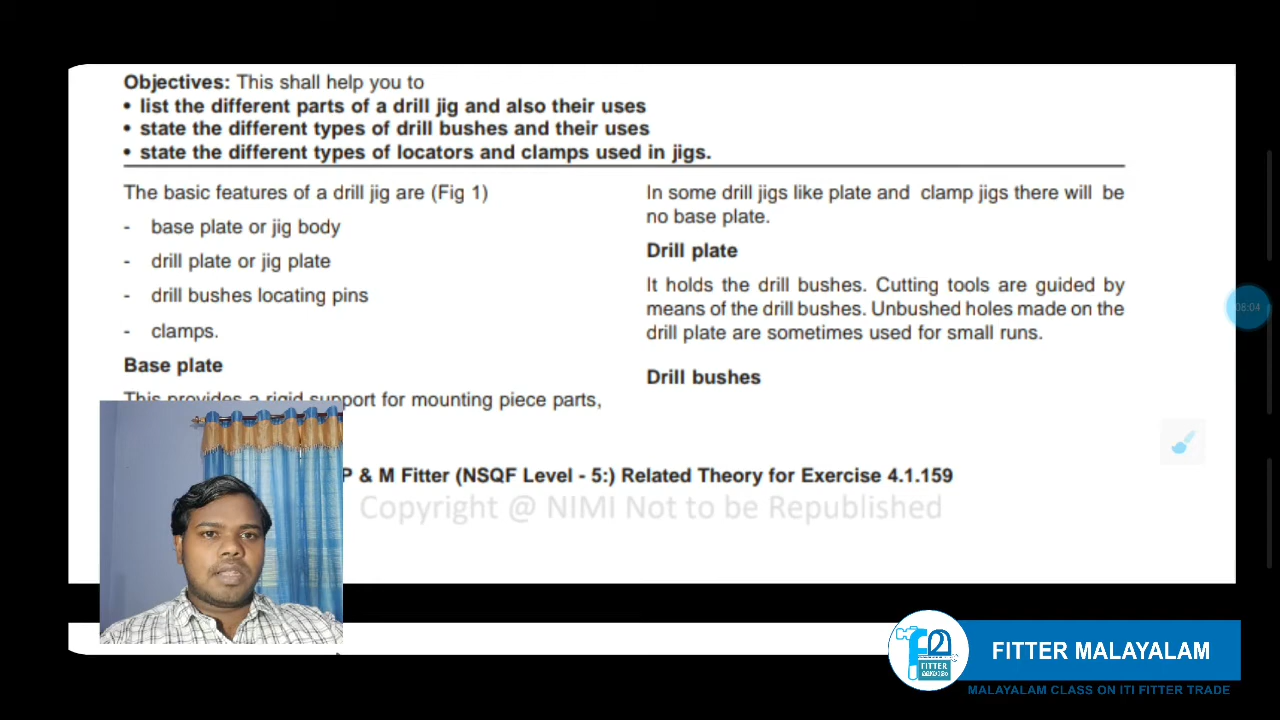 Objectives: This shall help you to
• list the different parts of a drill jig and also their uses
• state the different types of drill bushes and their uses
• state the different types of locators and clamps used in jigs.
The basic features of a drill jig are (Fig 1)
- base plate or jig body
- drill plate or jig plate
- drill bushes locating pins
- clamps.
Base plate
This provides a rigid support for mounting piece parts,
In some drill jigs like plate and clamp jigs there will be
no base plate.
Drill plate
It holds the drill bushes. Cutting tools are guided by
means of the drill bushes. Unbushed holes made on the
drill plate are sometimes used for small runs.
Drill bushes
P & M Fitter (NSQF Level - 5:) Related Theory for Exercise 4.1.159
Copyright @ NIMI Not to be Republished
08:04
FITTER
FITTER MALAYALAM
MALAYALAM CLASS ON ITI FITTER TRADE